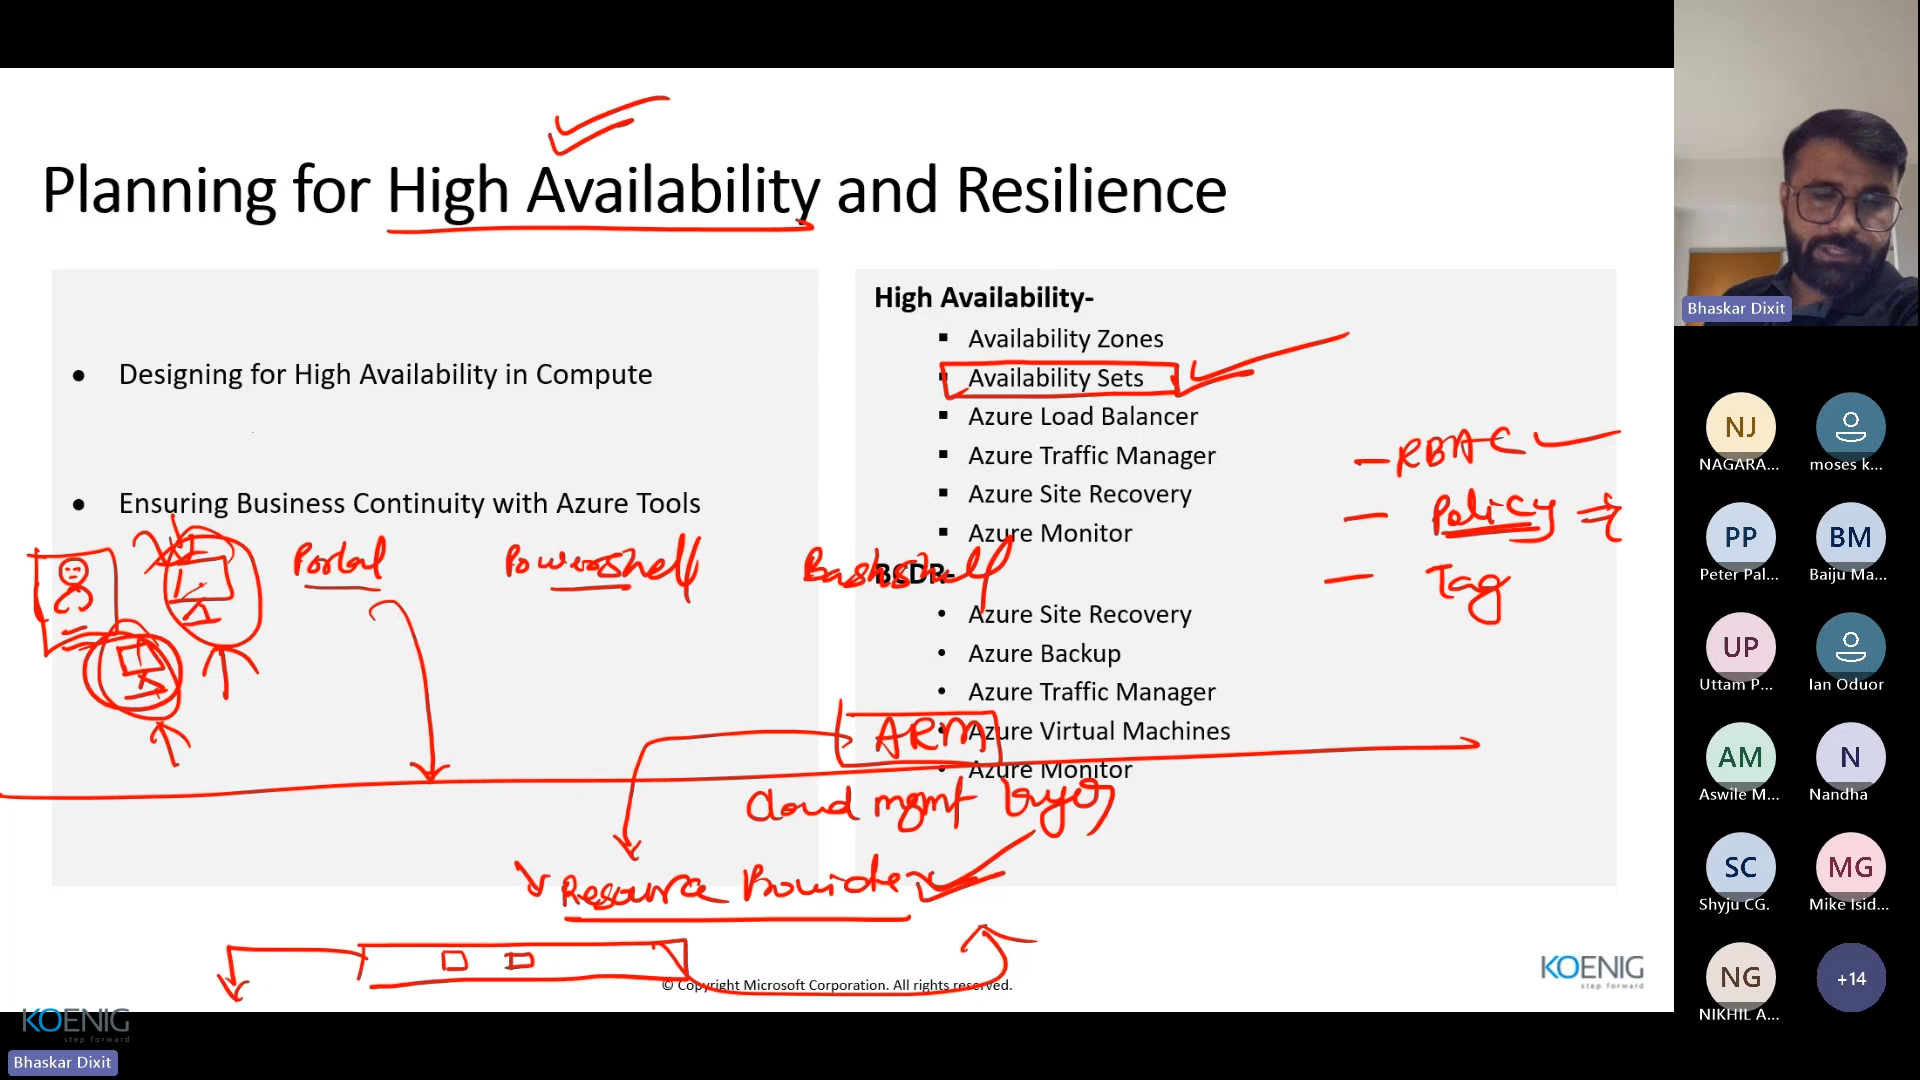 Planning for High Availability and Resilience
• Designing for High Availability in Compute
• Ensuring Business Continuity with Azure Tools
High Availability-
▪ Availability Zones
▪ Availability Sets
▪ Azure Load Balancer
▪ Azure Traffic Manager
▪ Azure Site Recovery
▪ Azure Monitor
BCDR-
• Azure Site Recovery
• Azure Backup
• Azure Traffic Manager
• Azure Virtual Machines
• Azure Monitor
- RBAC
- Policy
- Tag
Portal Powershell Bashshell
ARM
Cloud mgmt layer
Resource Provider
© Copyright Microsoft Corporation. All rights reserved.
KOENIG
step forward
KOENIG
step forward
Bhaskar Dixit
Bhaskar Dixit
NJ
NAGARA...
moses k...
PP
Peter Pal...
BM
Baiju Ma...
UP
Uttam P...
Ian Oduor
AM
Aswile M...
N
Nandha
SC
Shyju CG.
MG
Mike Isid...
NG
NIKHIL A...
+14